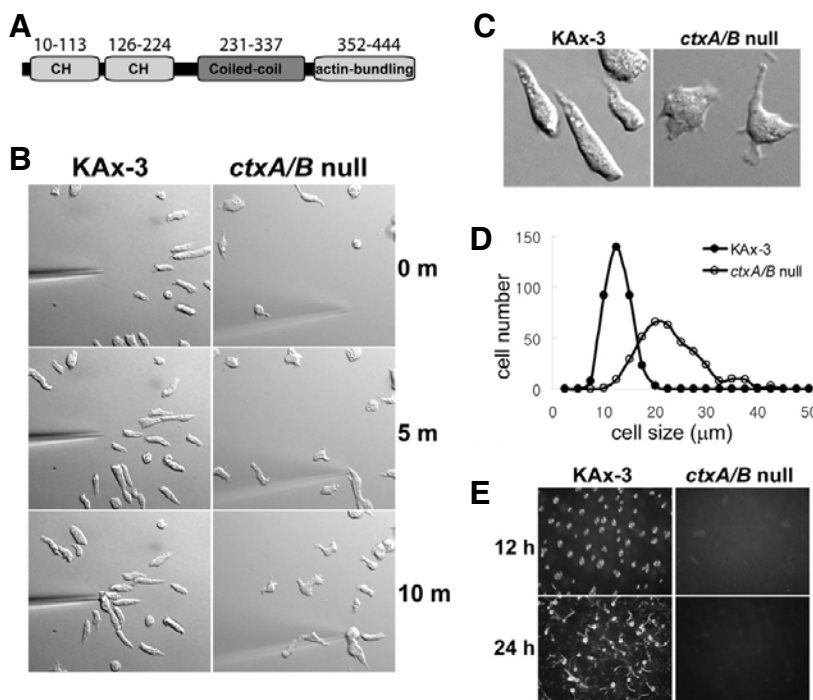 A
10-113 126-224 231-337 352-444
CH CH Coiled-coil actin-bundling
B
KAx-3 ctxA/B null
0 m
5 m
10 m
C
KAx-3 ctxA/B null
D
150
100
50
0
cell number
KAx-3
ctxA/B null
0 10 20 30 40 50
cell size (μm)
E
KAx-3 ctxA/B null
12 h
24 h